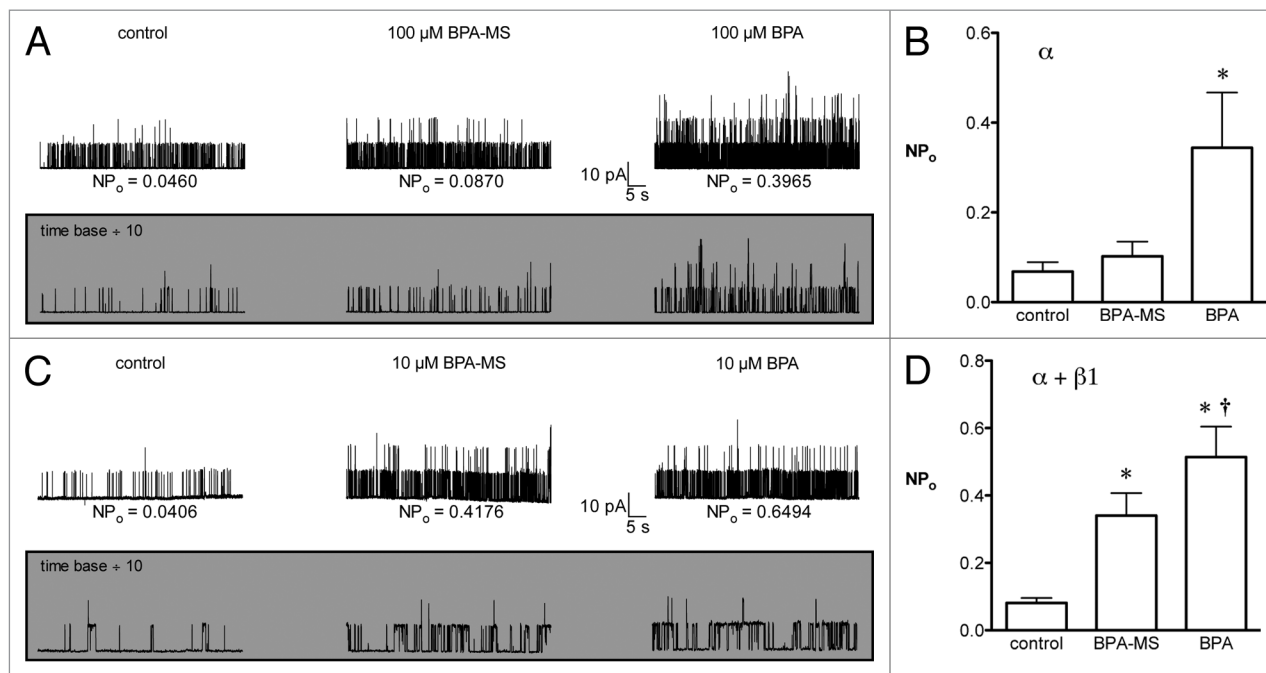 A
control
100 µM BPA-MS
100 µM BPA
NPo = 0.0460
NPo = 0.0870
10 pA
5 s
NPo = 0.3965
time base ÷ 10
B
α
0.6
0.4
0.2
0.0
NPo
*
control
BPA-MS
BPA
C
control
10 µM BPA-MS
10 µM BPA
NPo = 0.0406
NPo = 0.4176
10 pA
5 s
NPo = 0.6494
time base ÷ 10
D
α + β1
0.8
0.6
0.4
0.2
0.0
NPo
*
* †
control
BPA-MS
BPA